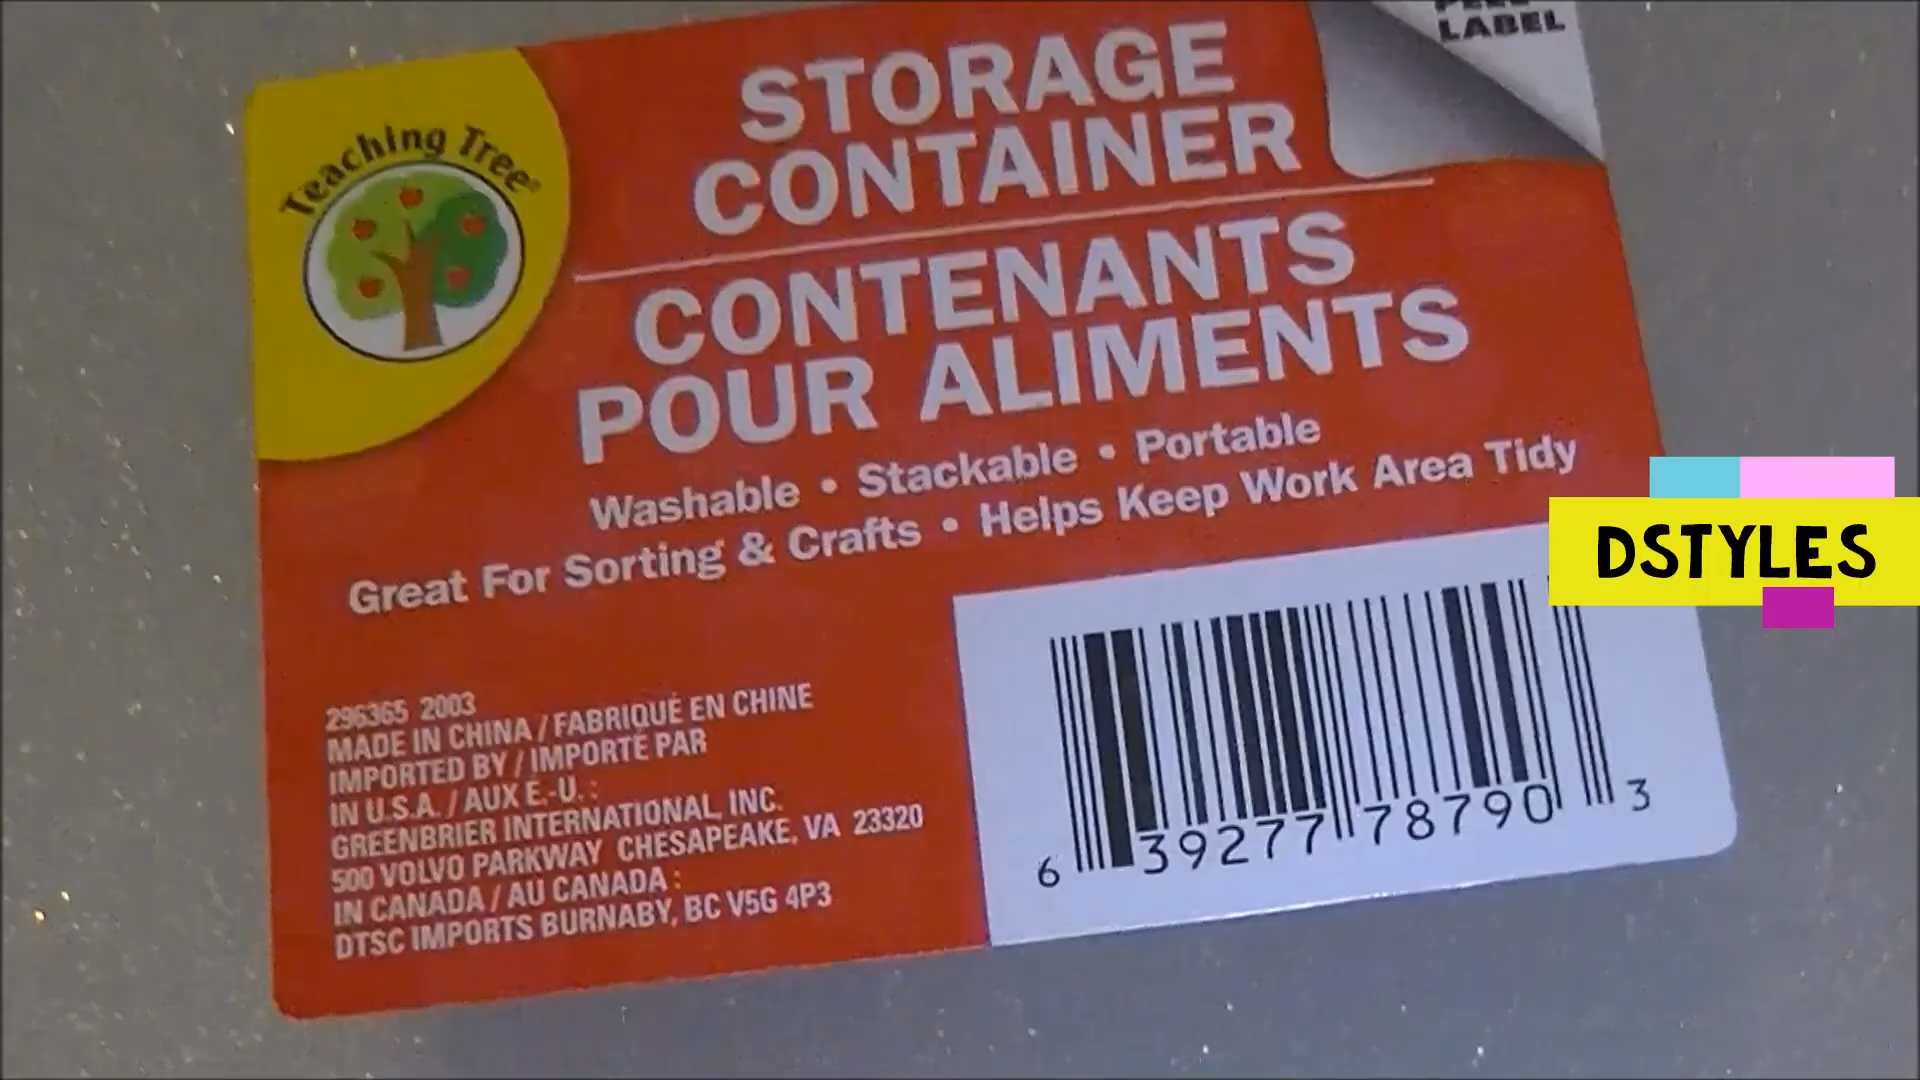 PEEL
LABEL
Teaching Tree®
STORAGE
CONTAINER
CONTENANTS
POUR ALIMENTS
Washable • Stackable • Portable
Great For Sorting & Crafts • Helps Keep Work Area Tidy
DSTYLES
296365 2003
MADE IN CHINA / FABRIQUÉ EN CHINE
IMPORTED BY / IMPORTÉ PAR
IN U.S.A. / AUX É.-U. :
GREENBRIER INTERNATIONAL, INC.
500 VOLVO PARKWAY CHESAPEAKE, VA 23320
IN CANADA / AU CANADA :
DTSC IMPORTS BURNABY, BC V5G 4P3
6 39277 78790 3